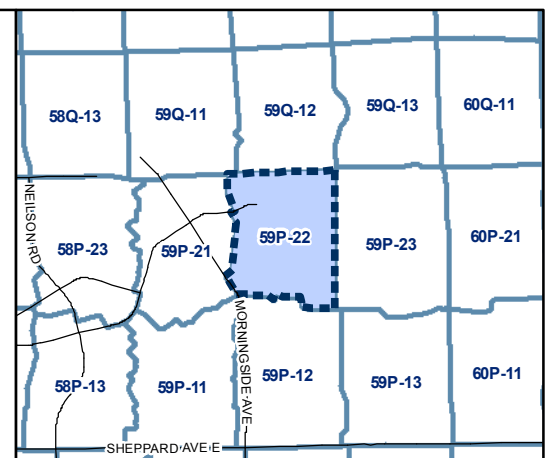 58Q-13
59Q-11
59Q-12
59Q-13
60Q-11
NEILSON RD
58P-23
59P-21
59P-22
59P-23
60P-21
MORNINGSIDE AVE
58P-13
59P-11
59P-12
59P-13
60P-11
SHEPPARD AVE E